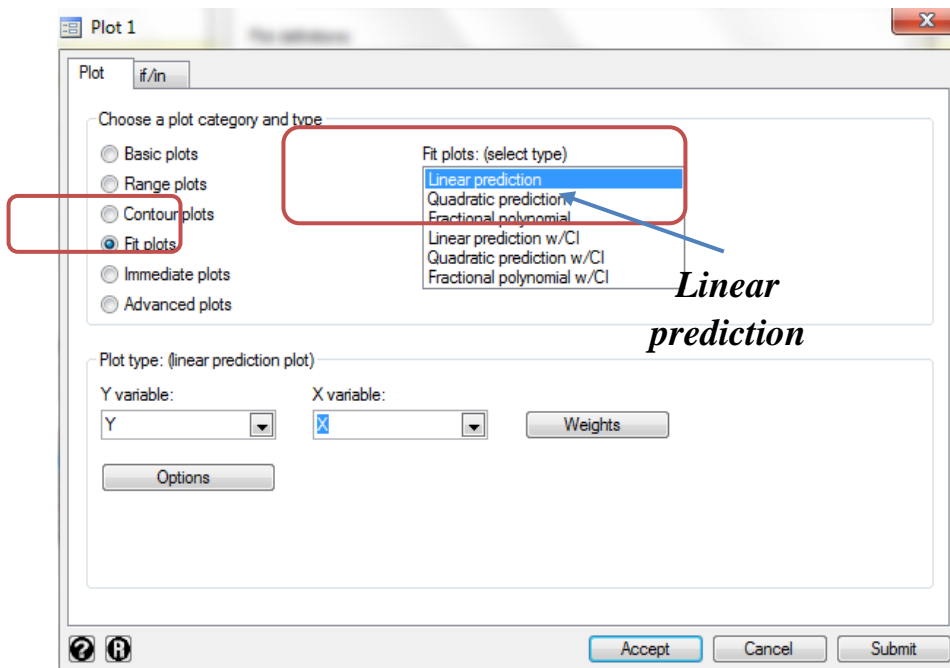 Plot 1
Plot if/in
Choose a plot category and type
Basic plots
Range plots
Contour plots
Fit plots
Immediate plots
Advanced plots
Fit plots: (select type)
Linear prediction
Quadratic prediction
Fractional polynomial
Linear prediction w/CI
Quadratic prediction w/CI
Fractional polynomial w/CI
Linear
prediction
Plot type: (linear prediction plot)
Y variable: X variable:
Y X Weights
Options
Accept Cancel Submit